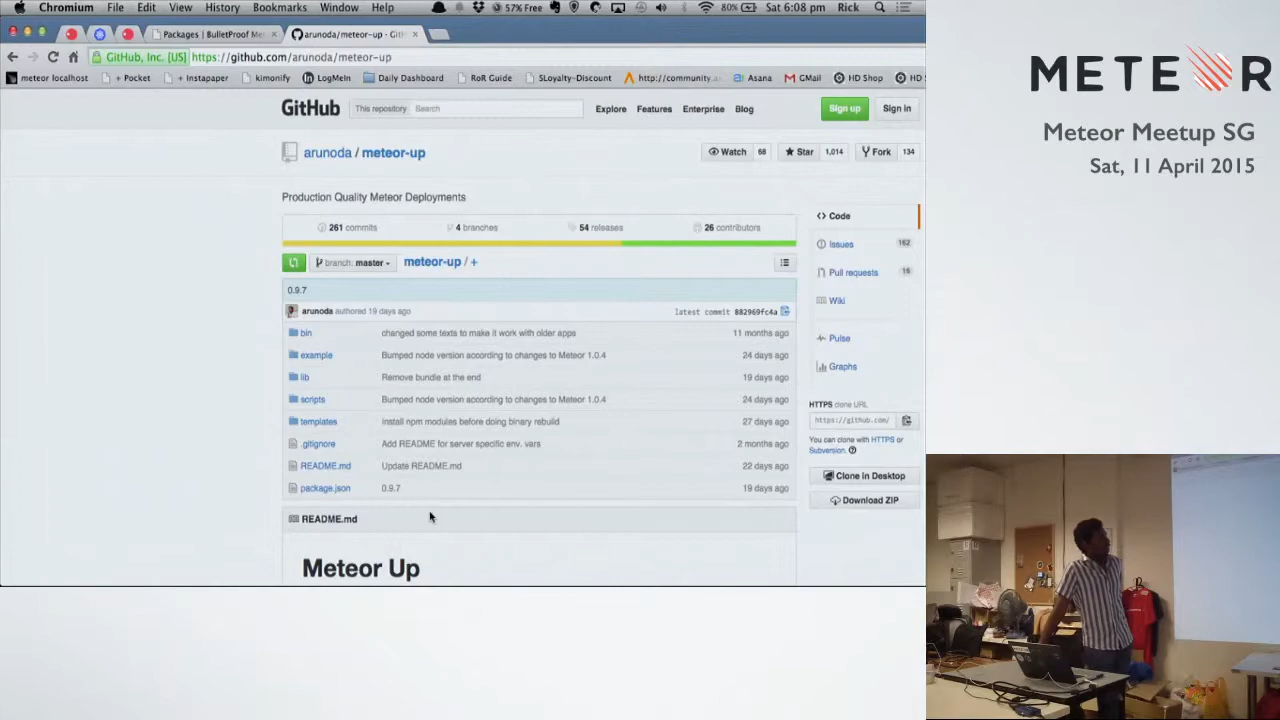 Chromium File Edit View History Bookmarks Window Help 57% Free 80% Sat 6:08 pm Rick
Packages | BulletProof Me arunoda/meteor-up · GitH
GitHub, Inc. [US] https://github.com/arunoda/meteor-up
meteor localhost + Pocket + Instapaper kimonify LogMeIn Daily Dashboard RoR Guide SLoyalty-Discount http://community. Asana GMail HD Shop HD S
GitHub This repository Search Explore Features Enterprise Blog Sign up Sign in
arunoda / meteor-up Watch 68 Star 1,014 Fork 134
Production Quality Meteor Deployments
261 commits 4 branches 54 releases 26 contributors
branch: master meteor-up / +
0.9.7
arunoda authored 19 days ago latest commit 882969fc4a
bin changed some texts to make it work with older apps 11 months ago
example Bumped node version according to changes to Meteor 1.0.4 24 days ago
lib Remove bundle at the end 19 days ago
scripts Bumped node version according to changes to Meteor 1.0.4 24 days ago
templates Install npm modules before doing binary rebuild 27 days ago
.gitignore Add README for server specific env. vars 2 months ago
README.md Update README.md 22 days ago
package.json 0.9.7 19 days ago
README.md
Meteor Up
Code
Issues 162
Pull requests 16
Wiki
Pulse
Graphs
HTTPS clone URL
https://github.com/
You can clone with HTTPS or
Subversion.
Clone in Desktop
Download ZIP
METEOR
Meteor Meetup SG
Sat, 11 April 2015